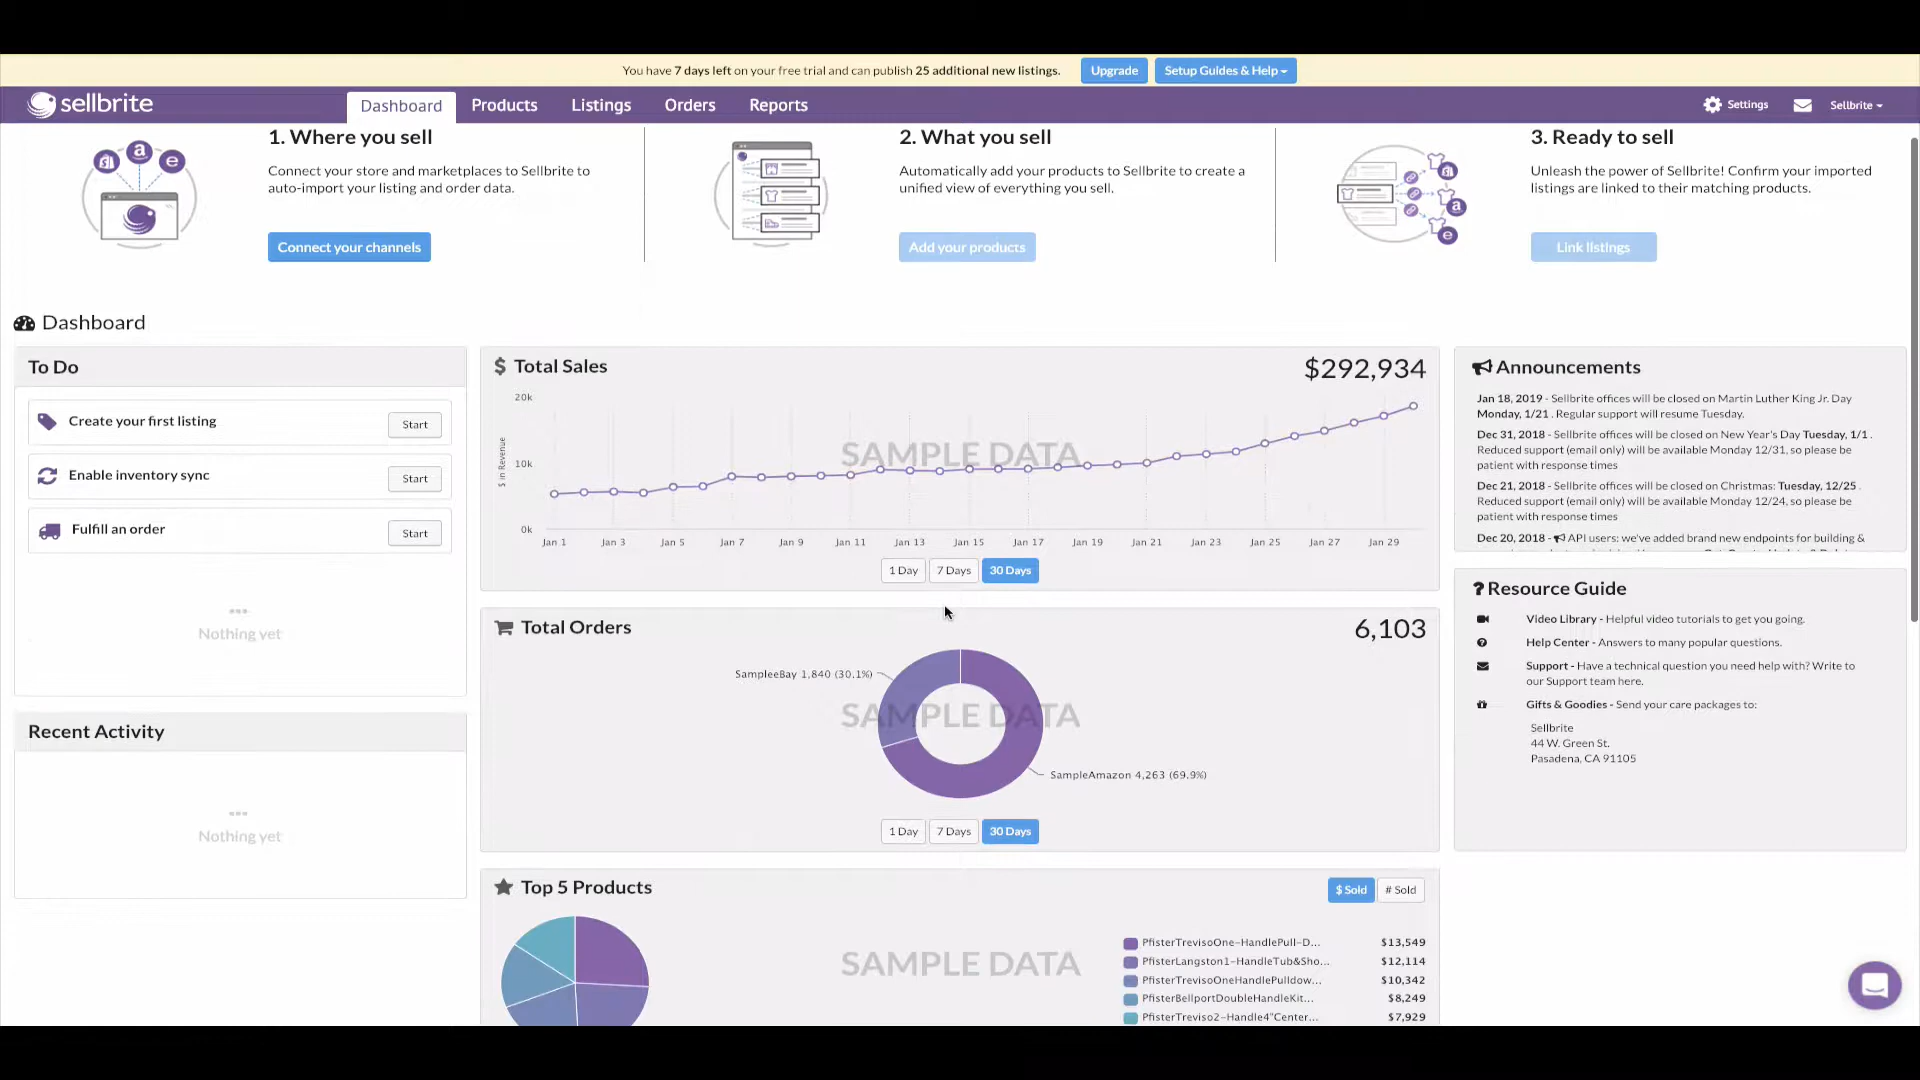 You have 7 days left on your free trial and can publish 25 additional new listings.
Upgrade
Setup Guides & Help
sellbrite
Dashboard
Products
Listings
Orders
Reports
Settings
Sellbrite
1. Where you sell
Connect your store and marketplaces to Sellbrite to
auto-import your listing and order data.
Connect your channels
2. What you sell
Automatically add your products to Sellbrite to create a
unified view of everything you sell.
Add your products
3. Ready to sell
Unleash the power of Sellbrite! Confirm your imported
listings are linked to their matching products.
Link listings
Dashboard
To Do
Create your first listing
Start
Enable inventory sync
Start
Fulfill an order
Start
Nothing yet
Recent Activity
Nothing yet
Total Sales
$292,934
20k
10k
0k
$ in Revenue
SAMPLE DATA
Jan 1
Jan 3
Jan 5
Jan 7
Jan 9
Jan 11
Jan 13
Jan 15
Jan 17
Jan 19
Jan 21
Jan 23
Jan 25
Jan 27
Jan 29
1 Day
7 Days
30 Days
Total Orders
6,103
SampleeBay 1,840 (30.1%)
SAMPLE DATA
SampleAmazon 4,263 (69.9%)
1 Day
7 Days
30 Days
Top 5 Products
$ Sold
# Sold
SAMPLE DATA
PfisterTrevisoOne-HandlePull-D... $13,549
PfisterLangston1-HandleTub&Sho... $12,114
PfisterTrevisoOneHandlePulldow... $10,342
PfisterBellportDoubleHandleKit... $8,249
PfisterTreviso2-Handle4"Center... $7,929
Announcements
Jan 18, 2019 - Sellbrite offices will be closed on Martin Luther King Jr. Day
Monday, 1/21 . Regular support will resume Tuesday.
Dec 31, 2018 - Sellbrite offices will be closed on New Year's Day Tuesday, 1/1 .
Reduced support (email only) will be available Monday 12/31, so please be
patient with response times
Dec 21, 2018 - Sellbrite offices will be closed on Christmas: Tuesday, 12/25 .
Reduced support (email only) will be available Monday 12/24, so please be
patient with response times
Dec 20, 2018 - API users: we've added brand new endpoints for building &
Resource Guide
Video Library - Helpful video tutorials to get you going.
Help Center - Answers to many popular questions.
Support - Have a technical question you need help with? Write to
our Support team here.
Gifts & Goodies - Send your care packages to:
Sellbrite
44 W. Green St.
Pasadena, CA 91105